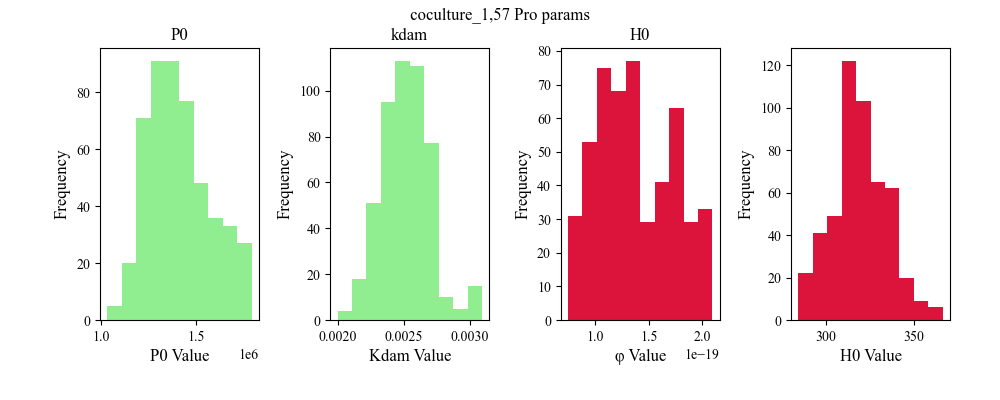 coculture_1,57 Pro params
P0
kdam
H0
Frequency
0
20
40
60
80
1.0
1.5
P0 Value
1e6
Frequency
0
20
40
60
80
100
0.0020
0.0025
0.0030
Kdam Value
Frequency
0
10
20
30
40
50
60
70
80
1.0
1.5
2.0
φ Value
1e−19
Frequency
0
20
40
60
80
100
120
300
350
H0 Value